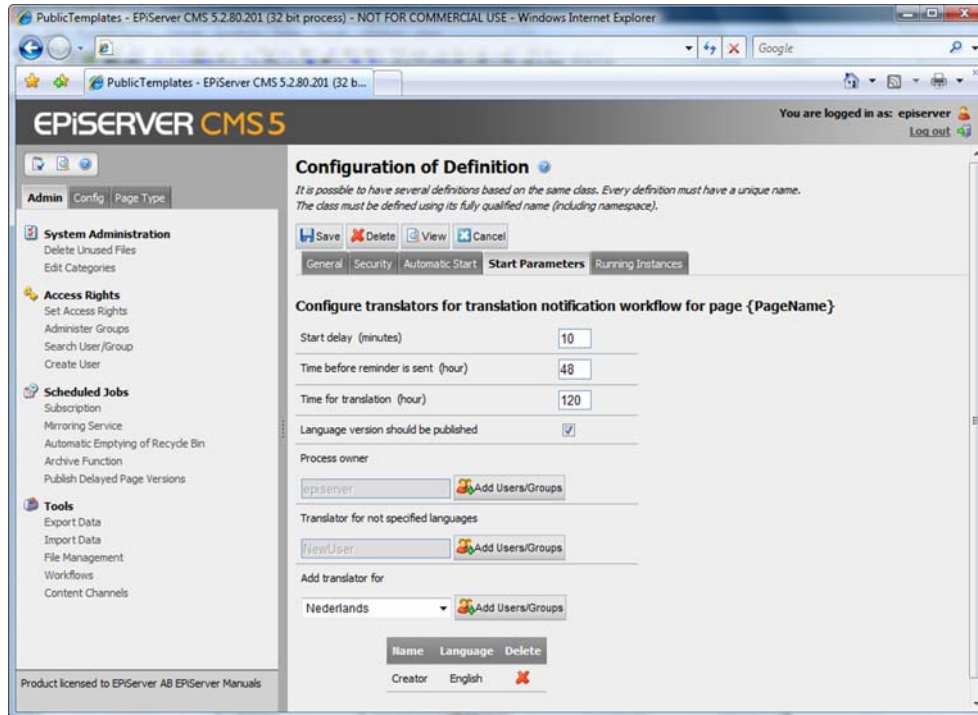 PublicTemplates - EPiServer CMS 5.2.80.201 (32 bit process) - NOT FOR COMMERCIAL USE - Windows Internet Explorer
Google
PublicTemplates - EPiServer CMS 5.2.80.201 (32 b...
EPiSERVER CMS 5
You are logged in as: episerver
Log out
Admin Config Page Type
System Administration
Delete Unused Files
Edit Categories
Access Rights
Set Access Rights
Administer Groups
Search User/Group
Create User
Scheduled Jobs
Subscription
Mirroring Service
Automatic Emptying of Recycle Bin
Archive Function
Publish Delayed Page Versions
Tools
Export Data
Import Data
File Management
Workflows
Content Channels
Product licensed to EPiServer AB EPiServer Manuals
Configuration of Definition
It is possible to have several definitions based on the same class. Every definition must have a unique name.
The class must be defined using its fully qualified name (including namespace).
Save Delete View Cancel
General Security Automatic Start Start Parameters Running Instances
Configure translators for translation notification workflow for page {PageName}
Start delay (minutes) 10
Time before reminder is sent (hour) 48
Time for translation (hour) 120
Language version should be published
Process owner
episerver Add Users/Groups
Translator for not specified languages
NewUser Add Users/Groups
Add translator for
Nederlands Add Users/Groups
Name Language Delete
Creator English